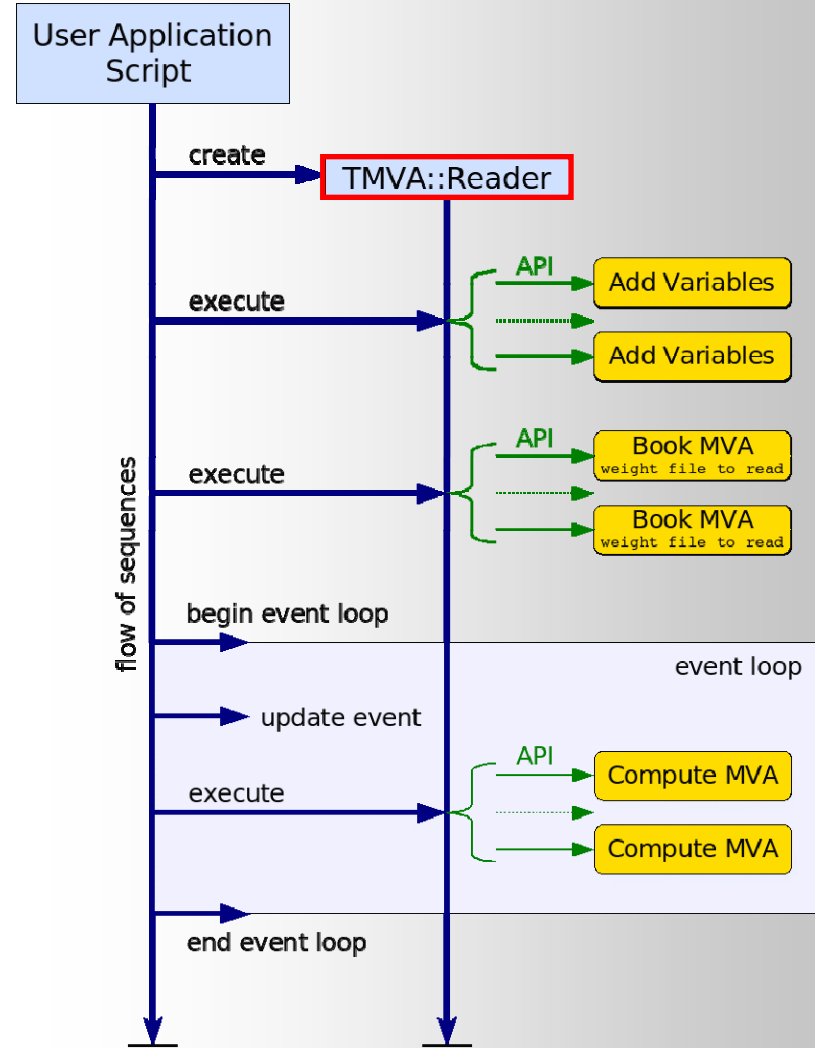 User Application
Script
create
TMVA::Reader
API
Add Variables
execute
Add Variables
API
Book MVA
weight file to read
execute
Book MVA
weight file to read
flow of sequences
begin event loop
event loop
update event
API
Compute MVA
execute
Compute MVA
end event loop